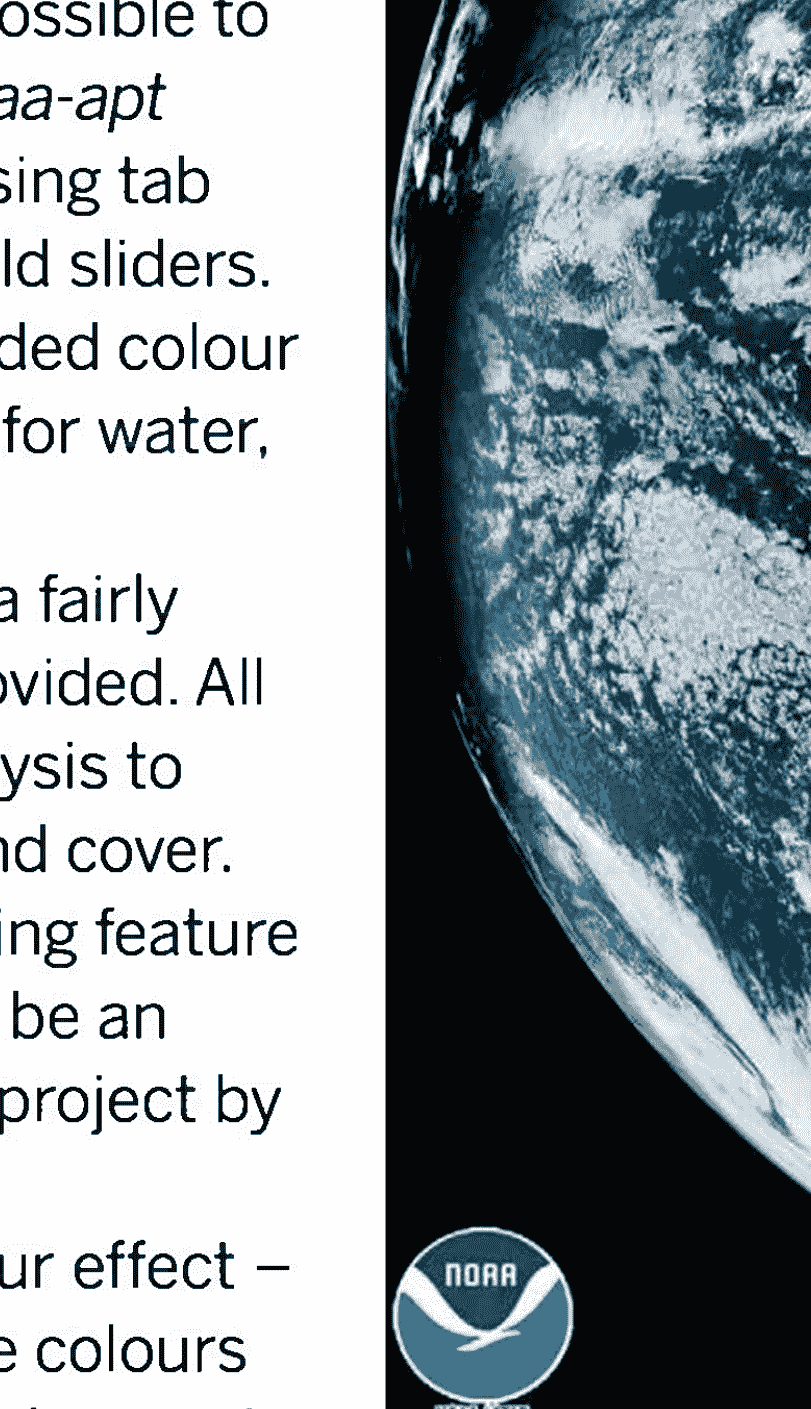 ossible to
aa-apt
sing tab
ld sliders.
ded colour
for water,
a fairly
ovided. All
ysis to
nd cover.
ing feature
be an
project by
ur effect –
e colours
NOAA